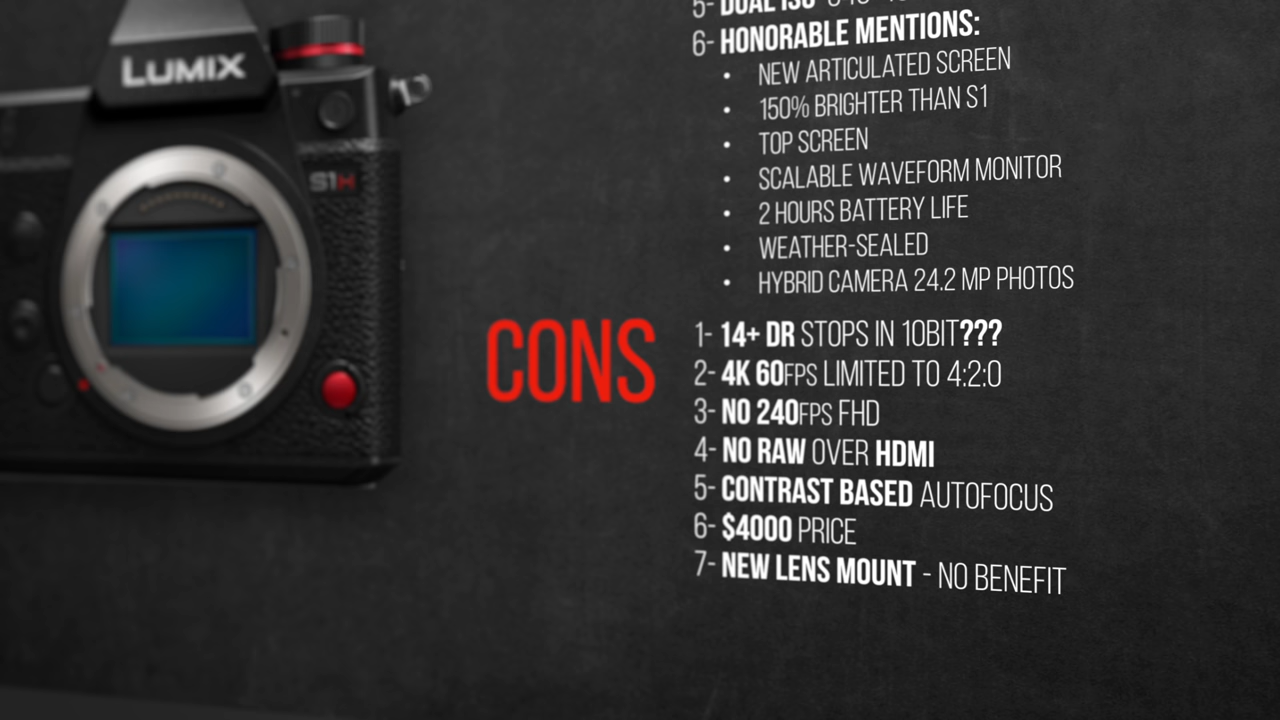 LUMIX
S1H
5- DUAL ISO
6- HONORABLE MENTIONS:
• NEW ARTICULATED SCREEN
• 150% BRIGHTER THAN S1
• TOP SCREEN
• SCALABLE WAVEFORM MONITOR
• 2 HOURS BATTERY LIFE
• WEATHER-SEALED
• HYBRID CAMERA 24.2 MP PHOTOS
CONS
1- 14+ DR STOPS IN 10BIT???
2- 4K 60FPS LIMITED TO 4:2:0
3- NO 240FPS FHD
4- NO RAW OVER HDMI
5- CONTRAST BASED AUTOFOCUS
6- $4000 PRICE
7- NEW LENS MOUNT - NO BENEFIT